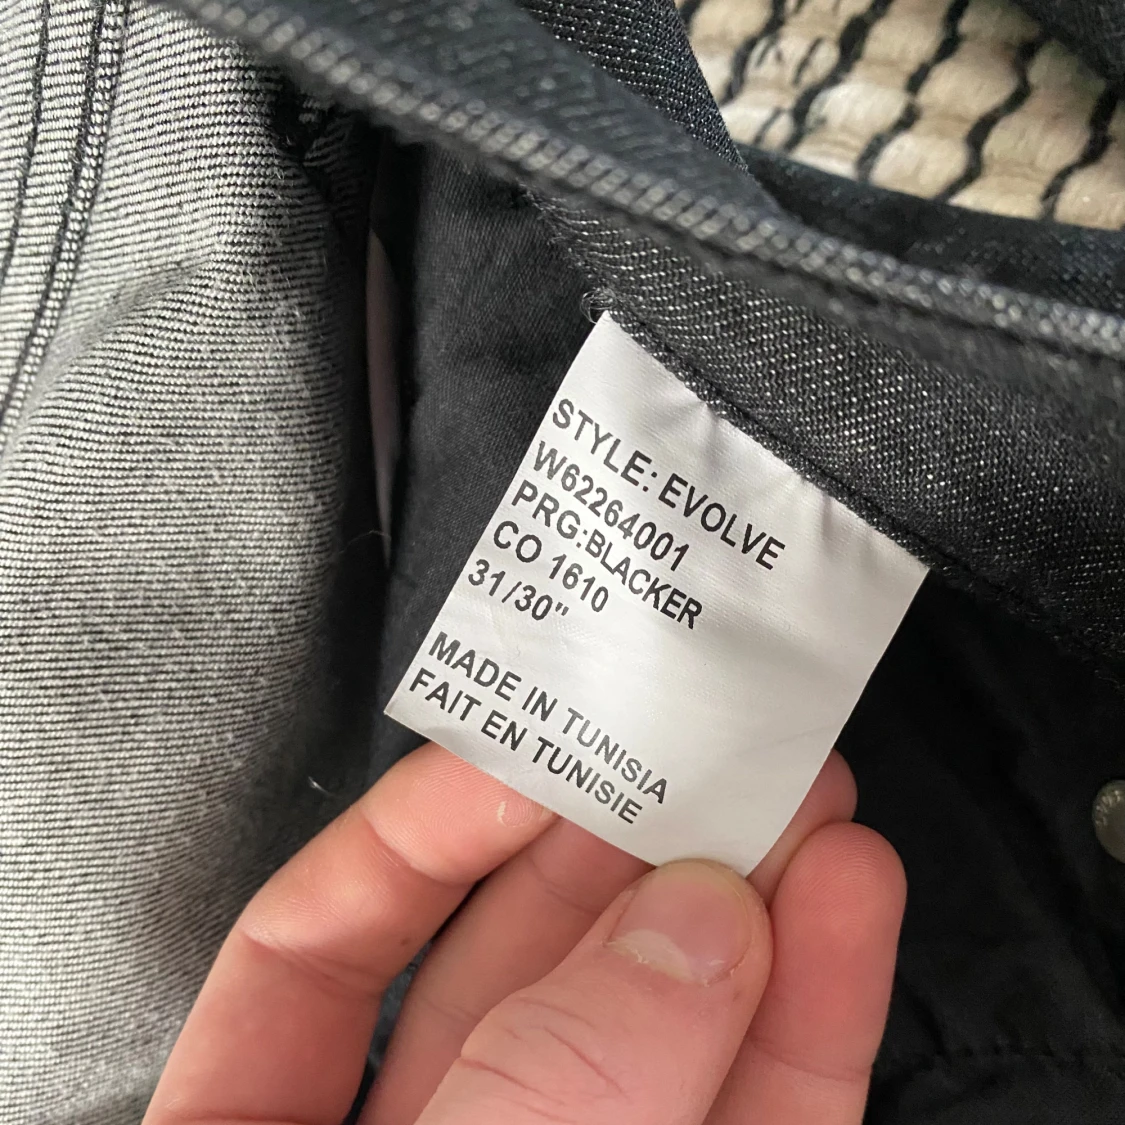 STYLE: EVOLVE
W62264001
PRG:BLACKER
CO 1610
31/30"
MADE IN TUNISIA
FAIT EN TUNISIE